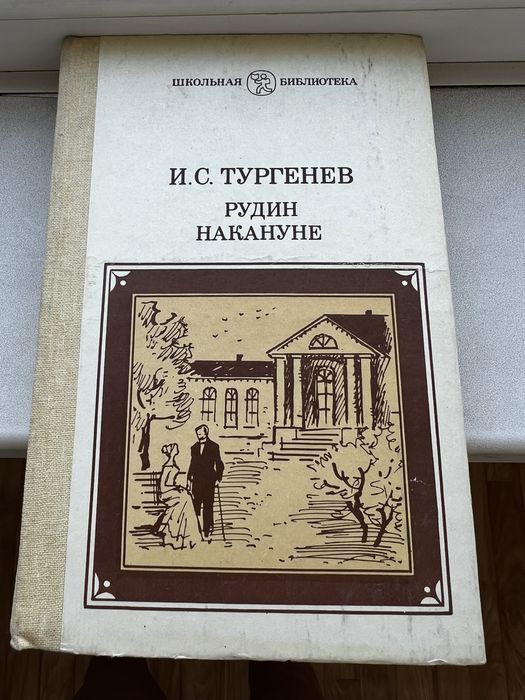 ШКОЛЬНАЯ БИБЛИОТЕКА
И.С. ТУРГЕНЕВ
РУДИН
НАКАНУНЕ